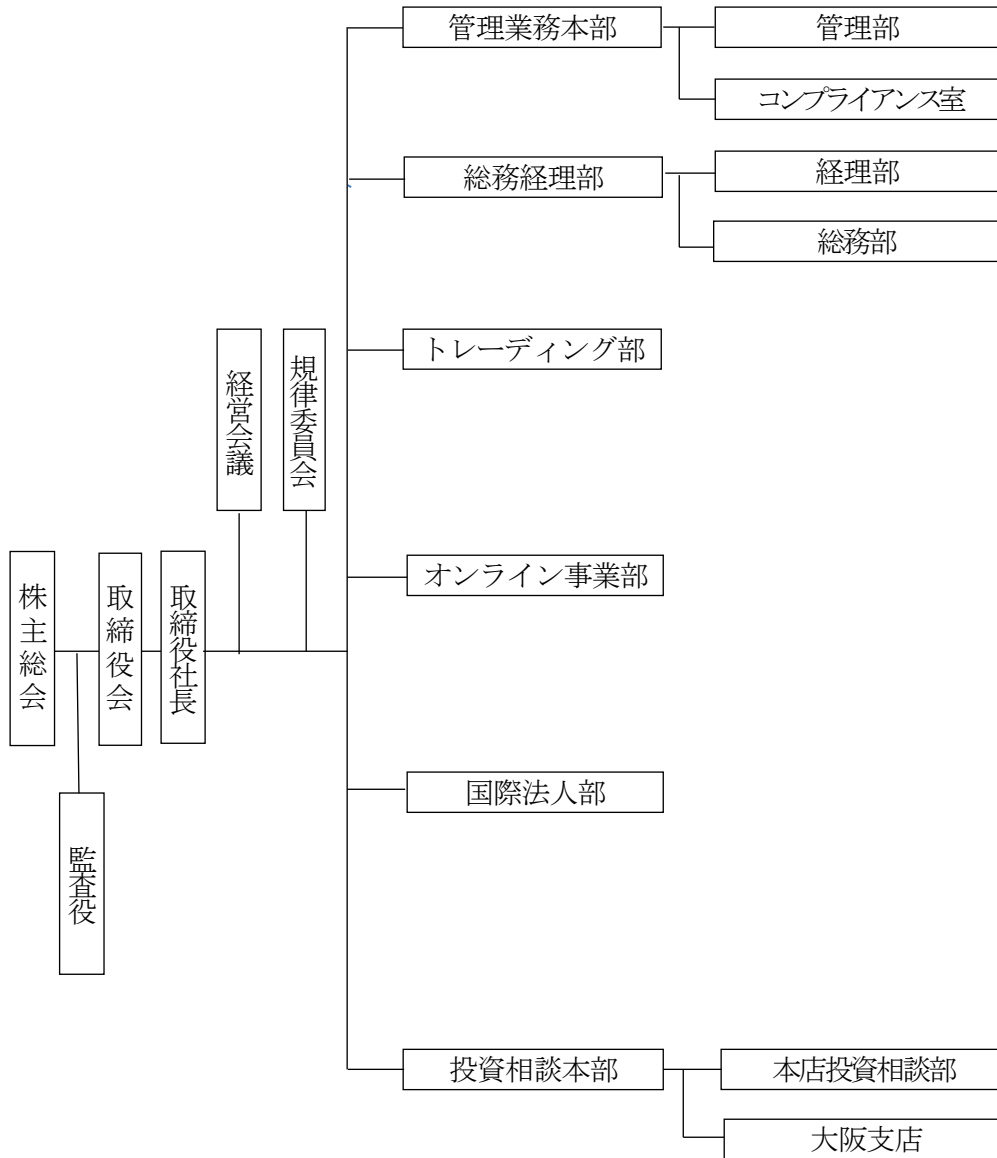 管理業務本部
管理部
コンプライアンス室
総務経理部
経理部
総務部
トレーディング部
経営会議
規律委員会
オンライン事業部
株主総会
取締役会
取締役社長
国際法人部
監査役
投資相談本部
本店投資相談部
大阪支店